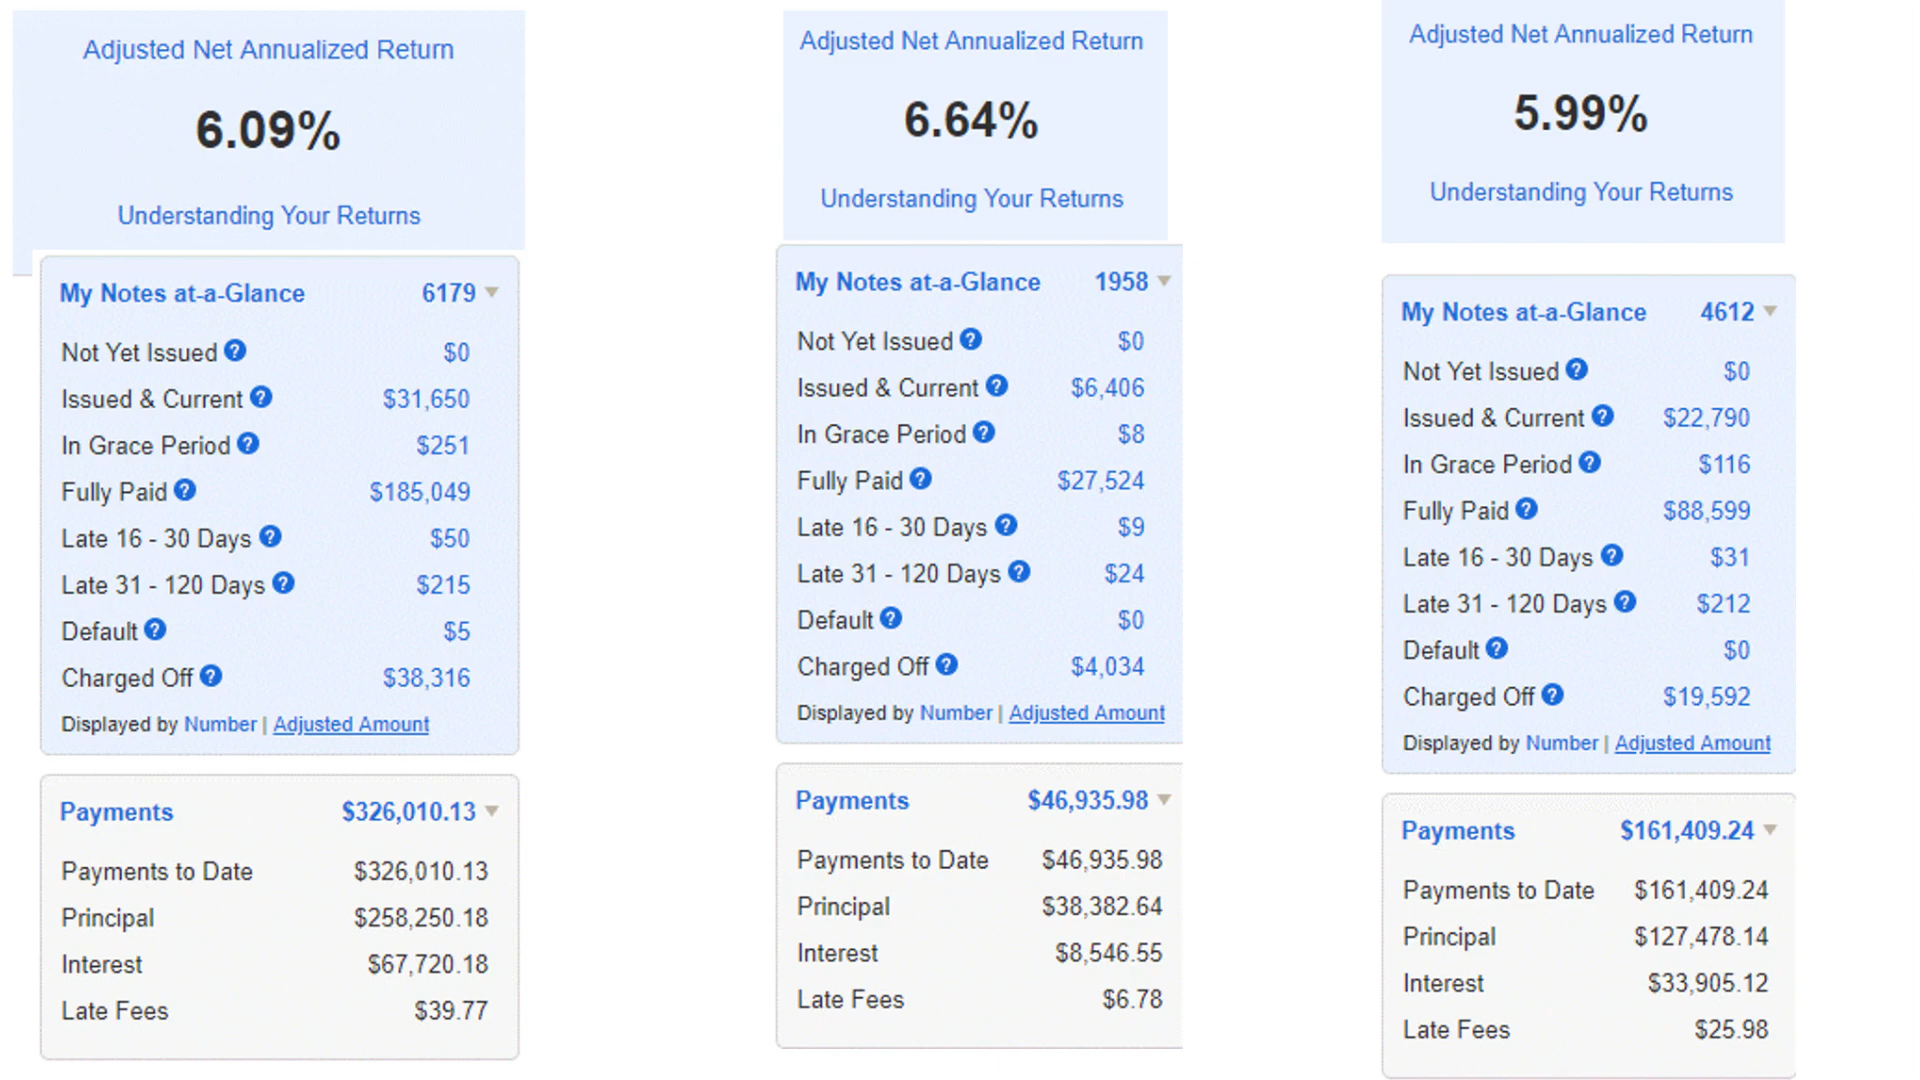 Adjusted Net Annualized Return
6.09%
Understanding Your Returns
My Notes at-a-Glance 6179
Not Yet Issued ? $0
Issued & Current ? $31,650
In Grace Period ? $251
Fully Paid ? $185,049
Late 16 - 30 Days ? $50
Late 31 - 120 Days ? $215
Default ? $5
Charged Off ? $38,316
Displayed by Number | Adjusted Amount
Payments $326,010.13
Payments to Date $326,010.13
Principal $258,250.18
Interest $67,720.18
Late Fees $39.77
Adjusted Net Annualized Return
6.64%
Understanding Your Returns
My Notes at-a-Glance 1958
Not Yet Issued ? $0
Issued & Current ? $6,406
In Grace Period ? $8
Fully Paid ? $27,524
Late 16 - 30 Days ? $9
Late 31 - 120 Days ? $24
Default ? $0
Charged Off ? $4,034
Displayed by Number | Adjusted Amount
Payments $46,935.98
Payments to Date $46,935.98
Principal $38,382.64
Interest $8,546.55
Late Fees $6.78
Adjusted Net Annualized Return
5.99%
Understanding Your Returns
My Notes at-a-Glance 4612
Not Yet Issued ? $0
Issued & Current ? $22,790
In Grace Period ? $116
Fully Paid ? $88,599
Late 16 - 30 Days ? $31
Late 31 - 120 Days ? $212
Default ? $0
Charged Off ? $19,592
Displayed by Number | Adjusted Amount
Payments $161,409.24
Payments to Date $161,409.24
Principal $127,478.14
Interest $33,905.12
Late Fees $25.98